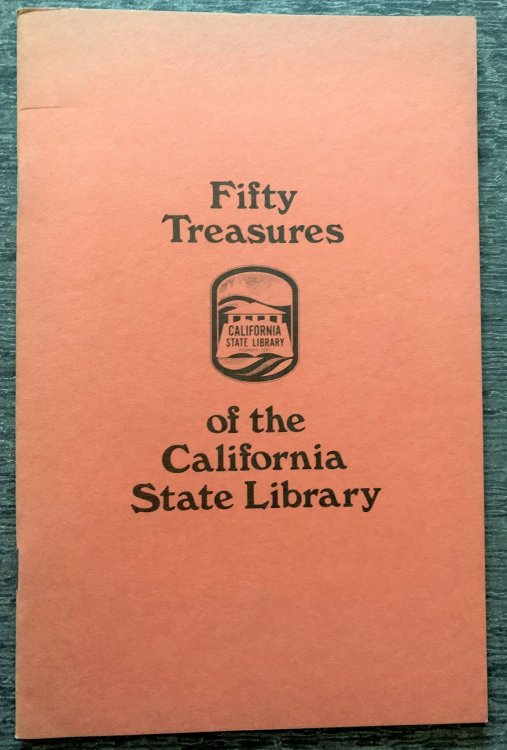 Fifty
Treasures
CALIFORNIA
STATE LIBRARY
of the
California
State Library